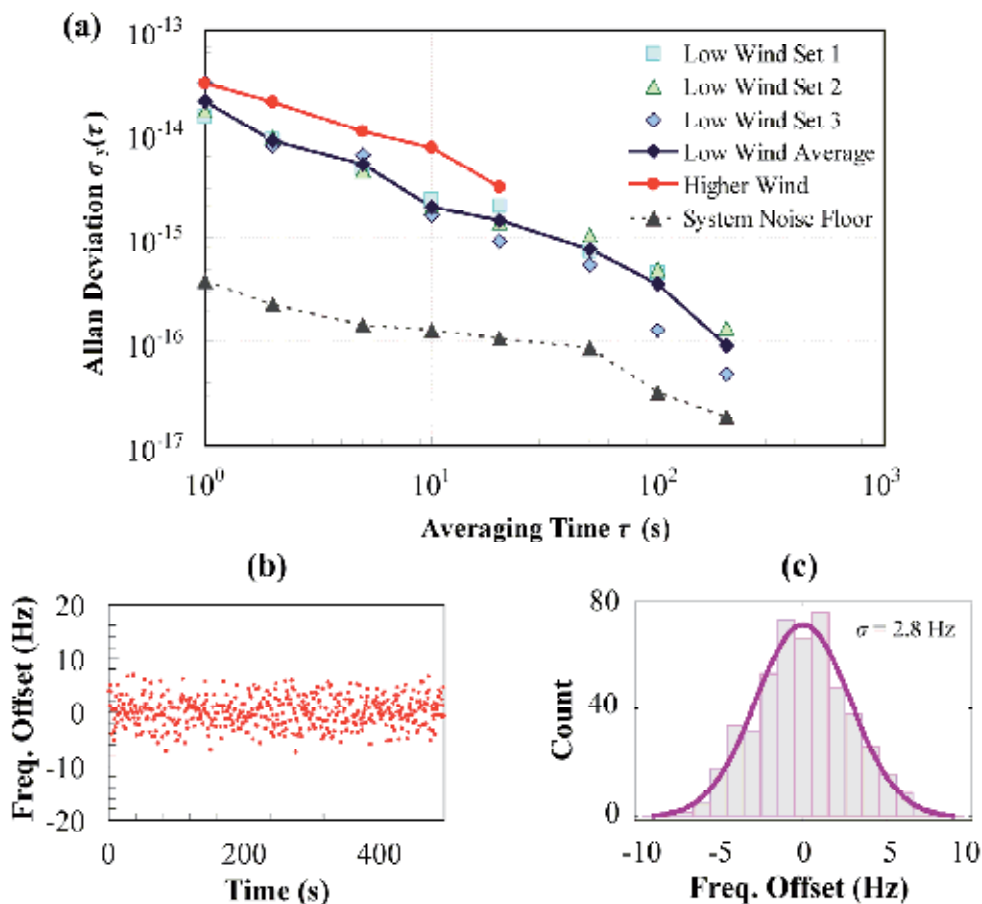 (a)
Allan Deviation σ y(τ)
10⁻¹³
10⁻¹⁴
10⁻¹⁵
10⁻¹⁶
10⁻¹⁷
Low Wind Set 1
Low Wind Set 2
Low Wind Set 3
Low Wind Average
Higher Wind
System Noise Floor
10⁰ 10¹ 10² 10³
Averaging Time τ (s)
(b)
Freq. Offset (Hz)
20
10
0
-10
-20
0 200 400
Time (s)
(c)
Count
80
40
0
σ = 2.8 Hz
-10 -5 0 5 10
Freq. Offset (Hz)